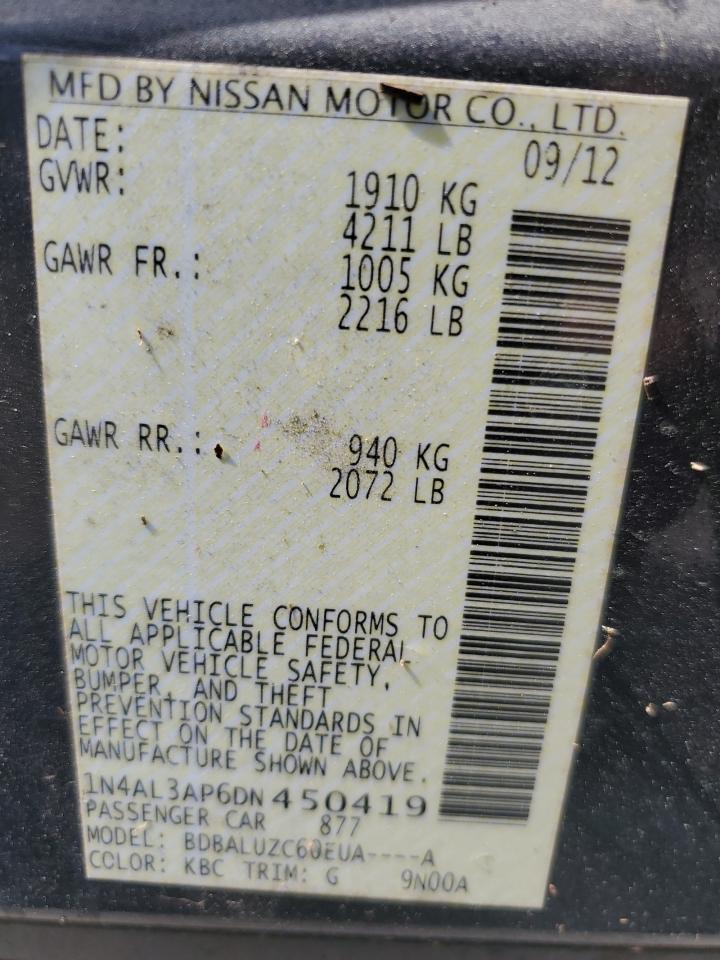 MFD BY NISSAN MOTOR CO., LTD.
DATE: 09/12
GVWR: 1910 KG
4211 LB
GAWR FR.: 1005 KG
2216 LB
GAWR RR.: 940 KG
2072 LB
THIS VEHICLE CONFORMS TO
ALL APPLICABLE FEDERAL
MOTOR VEHICLE SAFETY,
BUMPER, AND THEFT
PREVENTION STANDARDS IN
EFFECT ON THE DATE OF
MANUFACTURE SHOWN ABOVE.
1N4AL3AP6DN450419
PASSENGER CAR 877
MODEL: BDBALUZC60EUA----A
COLOR: KBC TRIM: G 9N00A